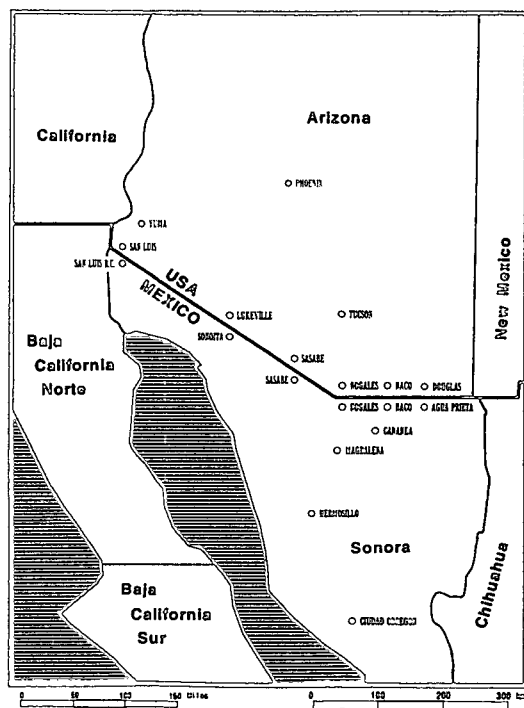 California
Arizona
PHOENIX
YUMA
SAN LUIS
SAN LUIS R.C.
USA
MEXICO
New Mexico
LUKEVILLE
TUCSON
SONOITA
Baja
California
Norte
SASABE
SASABE
NOGALES
NACO
DOUGLAS
NOGALES
NACO
AGUA PRIETA
CANANEA
MAGDALENA
HERMOSILLO
Sonora
Chihuahua
Baja
California
Sur
CIUDAD OBREGON
0 50 100 150 Miles
0 100 200 300